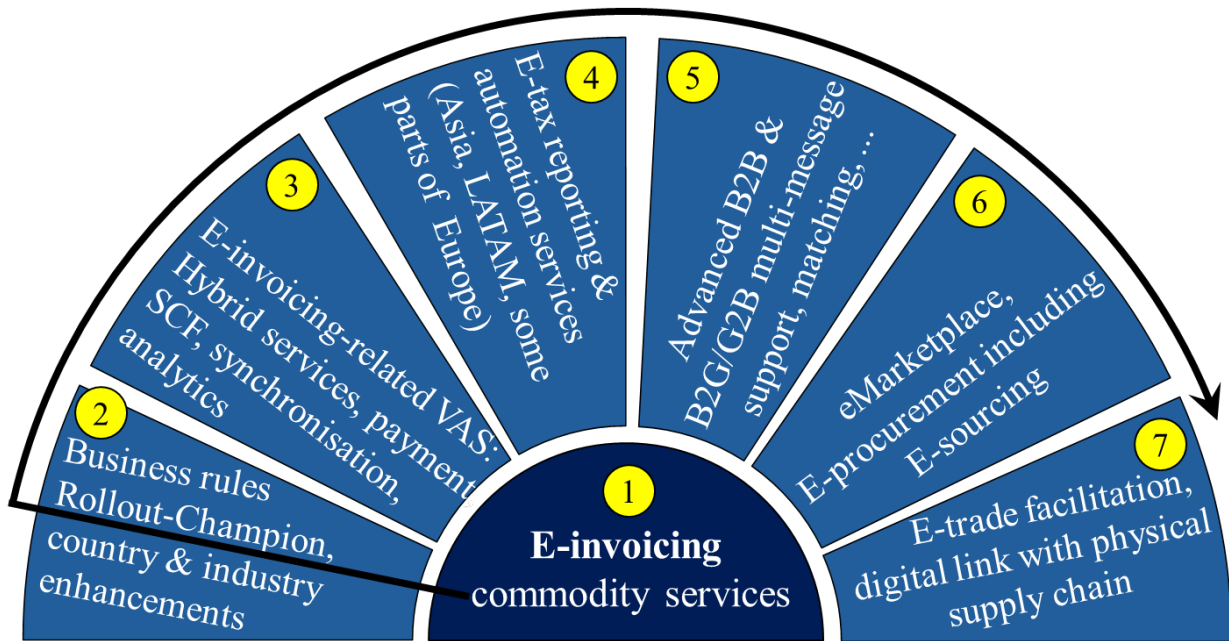 1
E-invoicing
commodity services
2
Business rules
Rollout-Champion,
country & industry
enhancements
3
E-invoicing-related VAS:
Hybrid services, payment,
SCF, synchronisation,
analytics
4
E-tax reporting &
automation services
(Asia, LATAM, some
parts of Europe)
5
Advanced B2B &
B2G/G2B multi-message
support, matching, ...
6
eMarketplace,
E-procurement including
E-sourcing
7
E-trade facilitation,
digital link with physical
supply chain